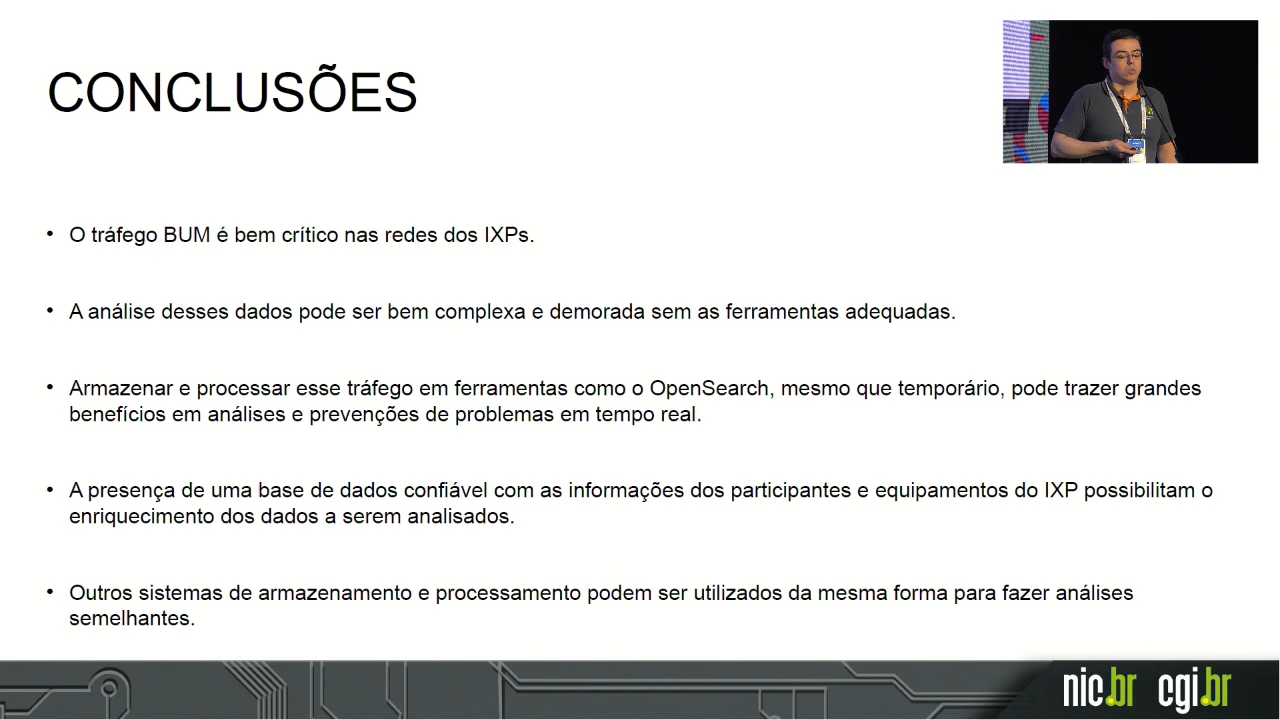 CONCLUSÕES
• O tráfego BUM é bem crítico nas redes dos IXPs.
• A análise desses dados pode ser bem complexa e demorada sem as ferramentas adequadas.
• Armazenar e processar esse tráfego em ferramentas como o OpenSearch, mesmo que temporário, pode trazer grandes
benefícios em análises e prevenções de problemas em tempo real.
• A presença de uma base de dados confiável com as informações dos participantes e equipamentos do IXP possibilitam o
enriquecimento dos dados a serem analisados.
• Outros sistemas de armazenamento e processamento podem ser utilizados da mesma forma para fazer análises
semelhantes.
nic.br cgi.br